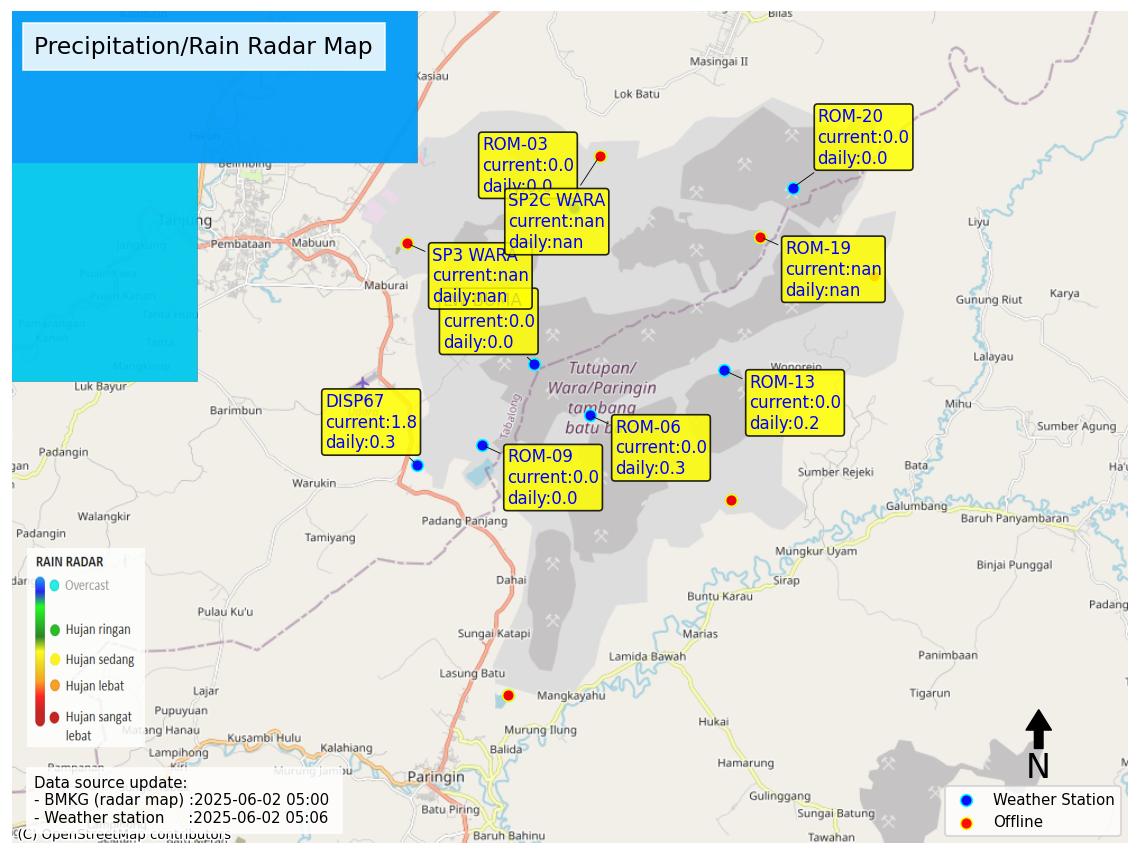 Precipitation/Rain Radar Map
Bilas
Masingai II
Kasiau
Lok Batu
Belimbing
ROM-20
current:0.0
daily:0.0
ROM-03
current:0.0
daily:0.0
SP2C WARA
current:nan
daily:nan
Tanjung
Jangkung
Pembataan
Mabuun
Maburai
Liyu
SP3 WARA
current:nan
daily:nan
current:0.0
daily:0.0
ROM-19
current:nan
daily:nan
Gunung Riut
Karya
Lalayau
Wonorejo
Tutupan/
Wara/Paringin
tambang
batu b
Tabalong
ROM-13
current:0.0
daily:0.2
Luk Bayur
Barimbun
DISP67
current:1.8
daily:0.3
ROM-06
current:0.0
daily:0.3
ROM-09
current:0.0
daily:0.0
Mihu
Sumber Agung
Bata
Sumber Rejeki
Warukin
Padangin
Walangkir
Padangin
Tamiyang
Padang Panjang
Galumbang
Baruh Panyambaran
Mungkur Uyam
Binjai Punggal
Sirap
Dahai
Buntu Karau
Padang
Pulau Ku'u
Sungai Katapi
Marias
Lamida Bawah
Panimbaan
Lasung Batu
Mangkayahu
Tigarun
Lajar
Pupuyuan
Matang Hanau
Kusambi Hulu
Kalahiang
Lampihong
Murung Ilung
Balida
Hukai
Hamarung
Murung Jambu
Paringin
Batu Piring
Baruh Bahinu
Gulinggang
Sungai Batung
Tawahan
RAIN RADAR
Overcast
Hujan ringan
Hujan sedang
Hujan lebat
Hujan sangat
lebat
Data source update:
- BMKG (radar map) :2025-06-02 05:00
- Weather station :2025-06-02 05:06
(C) OpenStreetMap contributors
N
Weather Station
Offline